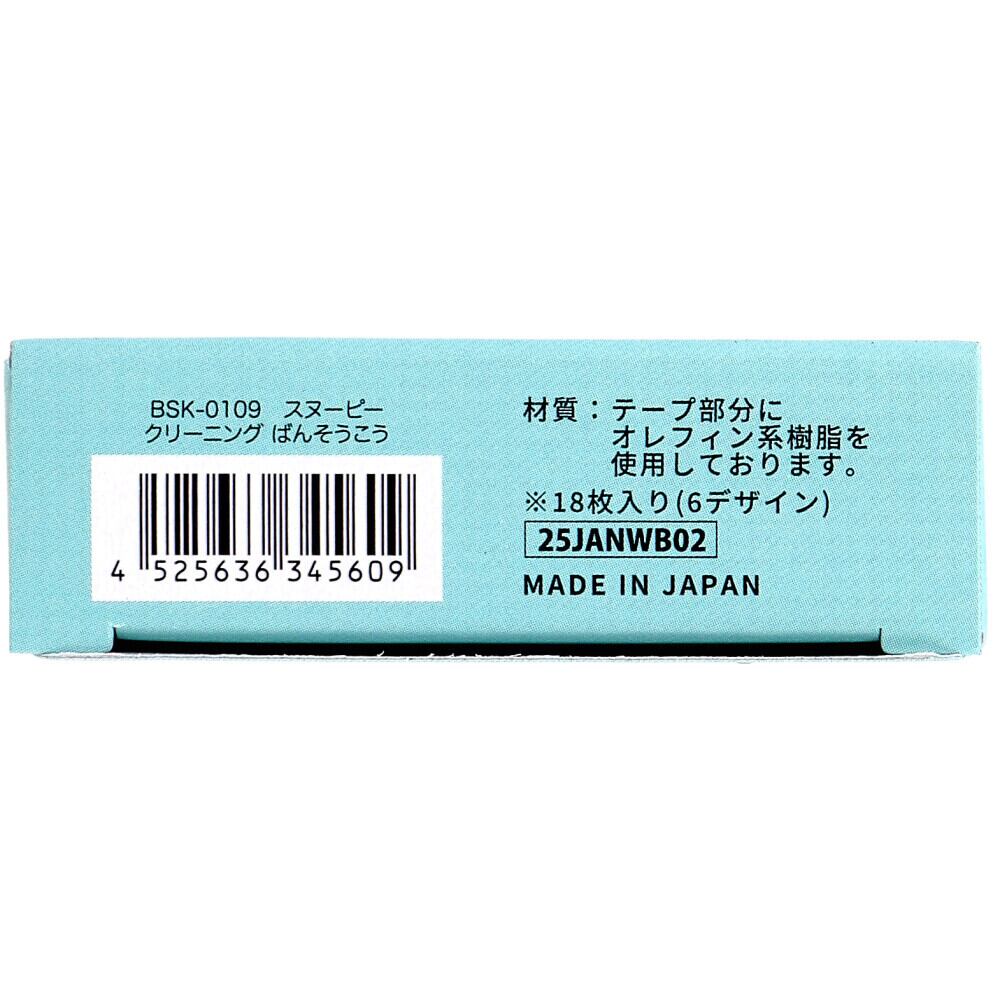 BSK-0109　スヌーピー
クリーニング ばんそうこう
4 525636 345609
材質：テープ部分に
オレフィン系樹脂を
使用しております。
※18枚入り(6デザイン)
25JANWB02
MADE IN JAPAN